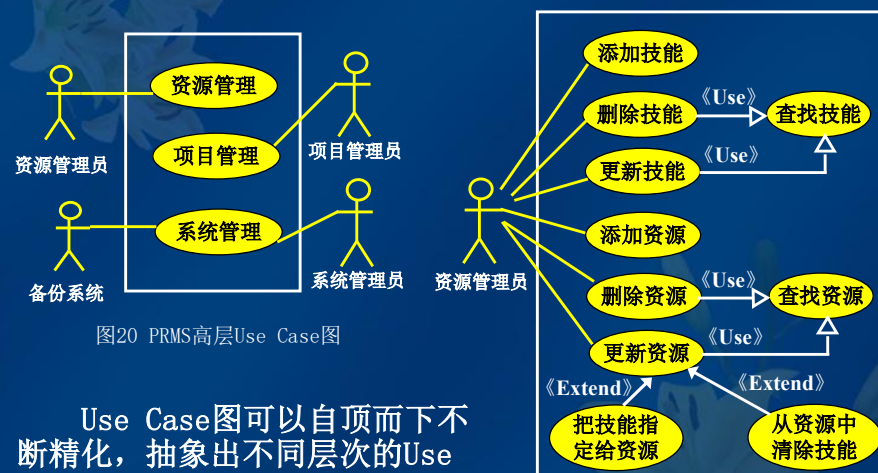 资源管理
项目管理
系统管理
资源管理员
项目管理员
备份系统
系统管理员
图20 PRMS高层Use Case图
Use Case图可以自顶而下不
断精化，抽象出不同层次的Use
资源管理员
添加技能
删除技能
《Use》
查找技能
更新技能
《Use》
添加资源
删除资源
《Use》
查找资源
更新资源
《Use》
《Extend》
《Extend》
把技能指
定给资源
从资源中
清除技能